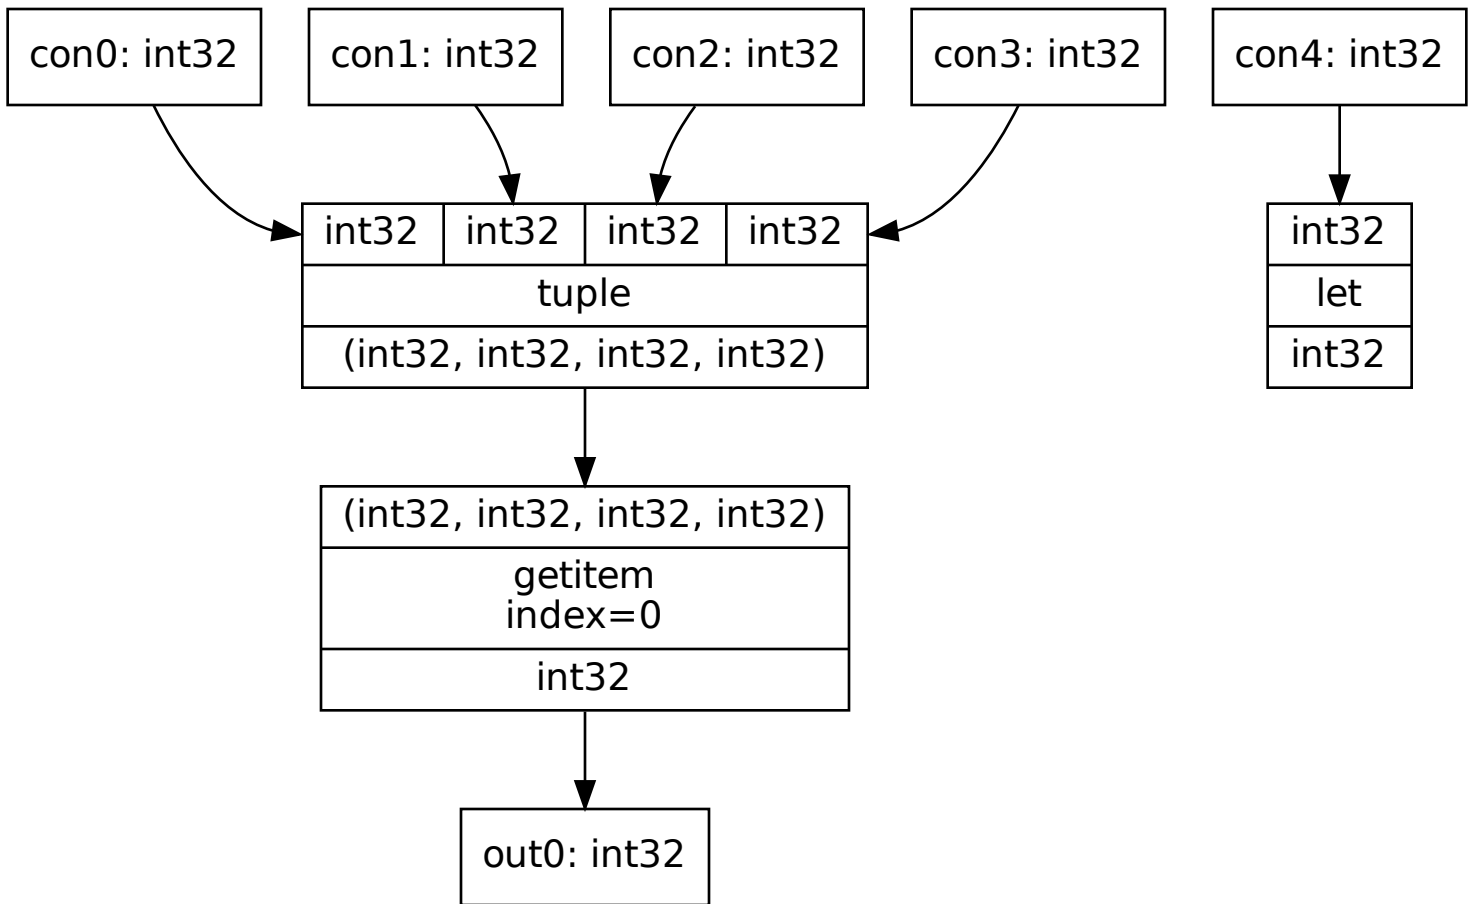 con0: int32
con1: int32
con2: int32
con3: int32
con4: int32
int32
int32
int32
int32
tuple
(int32, int32, int32, int32)
int32
let
int32
(int32, int32, int32, int32)
getitem
index=0
int32
out0: int32